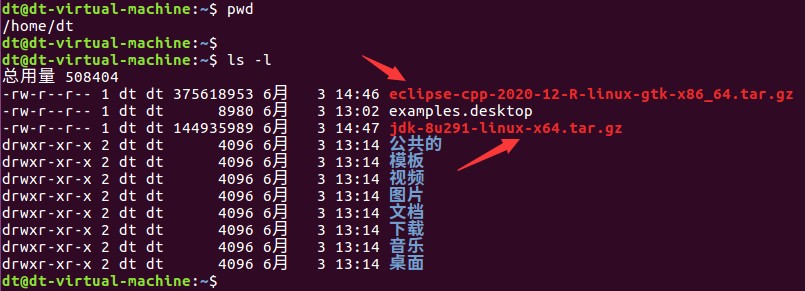 dt@dt-virtual-machine:~$ pwd
/home/dt
dt@dt-virtual-machine:~$
dt@dt-virtual-machine:~$ ls -l
总用量 508404
-rw-r--r-- 1 dt dt 375618953 6月   3 14:46 eclipse-cpp-2020-12-R-linux-gtk-x86_64.tar.gz
-rw-r--r-- 1 dt dt      8980 6月   3 13:02 examples.desktop
-rw-r--r-- 1 dt dt 144935989 6月   3 14:47 jdk-8u291-linux-x64.tar.gz
drwxr-xr-x 2 dt dt      4096 6月   3 13:14 公共的
drwxr-xr-x 2 dt dt      4096 6月   3 13:14 模板
drwxr-xr-x 2 dt dt      4096 6月   3 13:14 视频
drwxr-xr-x 2 dt dt      4096 6月   3 13:14 图片
drwxr-xr-x 2 dt dt      4096 6月   3 13:14 文档
drwxr-xr-x 2 dt dt      4096 6月   3 13:14 下载
drwxr-xr-x 2 dt dt      4096 6月   3 13:14 音乐
drwxr-xr-x 2 dt dt      4096 6月   3 13:14 桌面
dt@dt-virtual-machine:~$